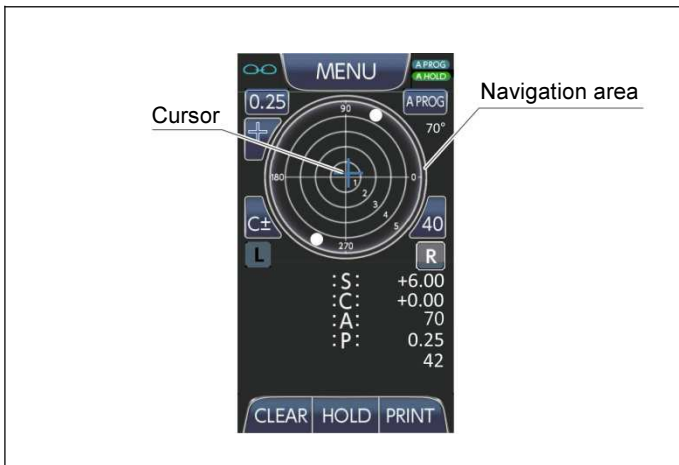 MENU
A PROG
A HOLD
0.25
A PROG
Navigation area
Cursor
90
70°
180
0
1
2
3
4
5
C±
40
270
L
R
:S: +6.00
:C: +0.00
:A: 70
:P: 0.25
42
CLEAR HOLD PRINT